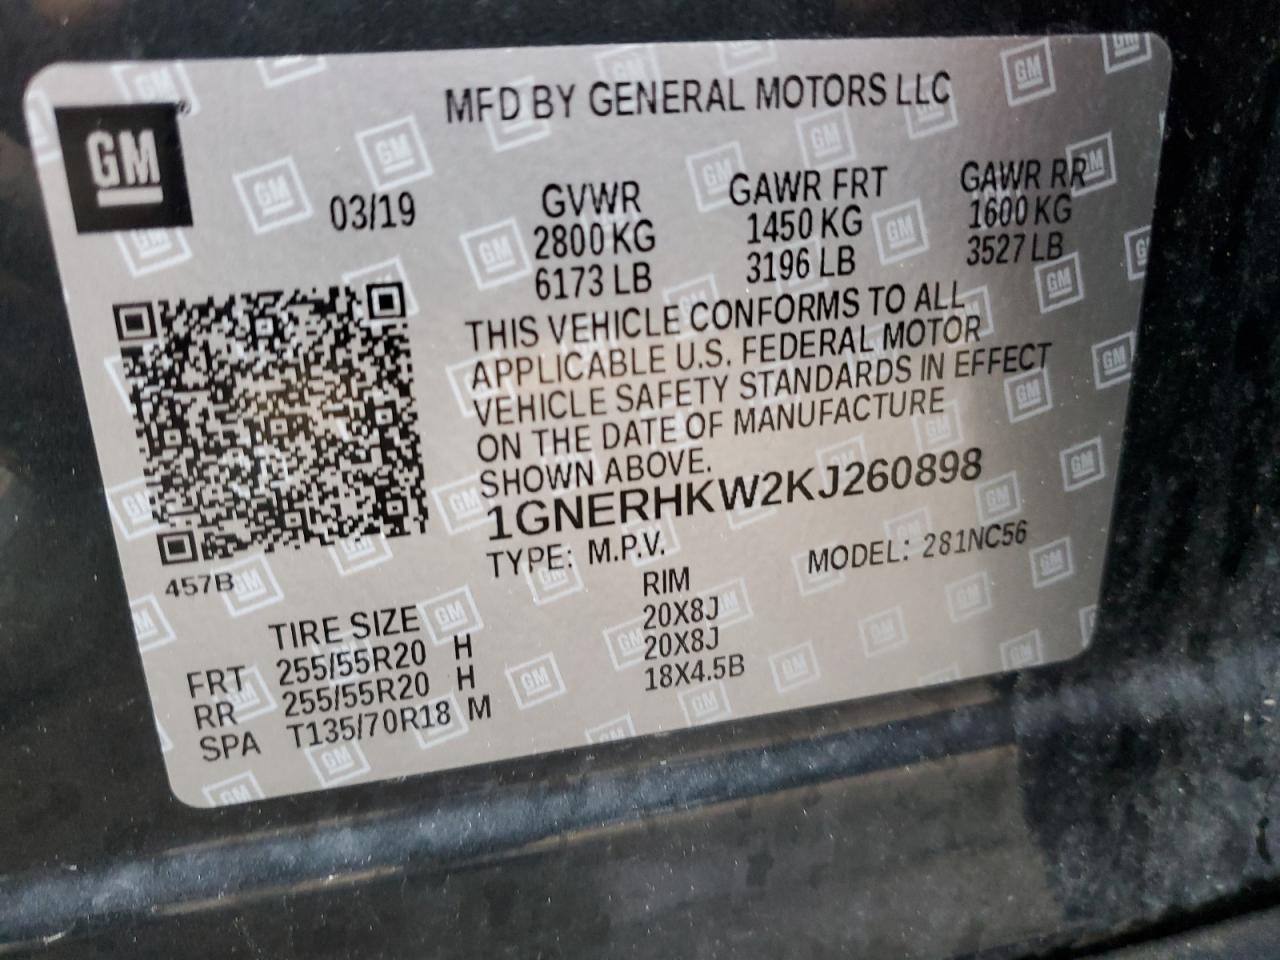 MFD BY GENERAL MOTORS LLC
GM
03/19
GVWR GAWR FRT GAWR RR
2800 KG 1450 KG 1600 KG
6173 LB 3196 LB 3527 LB
THIS VEHICLE CONFORMS TO ALL
APPLICABLE U.S. FEDERAL MOTOR
VEHICLE SAFETY STANDARDS IN EFFECT
ON THE DATE OF MANUFACTURE
SHOWN ABOVE.
1GNERHKW2KJ260898
TYPE: M.P.V. MODEL: 281NC56
457B
TIRE SIZE RIM
FRT 255/55R20 H 20X8J
RR 255/55R20 H 20X8J
SPA T135/70R18 M 18X4.5B